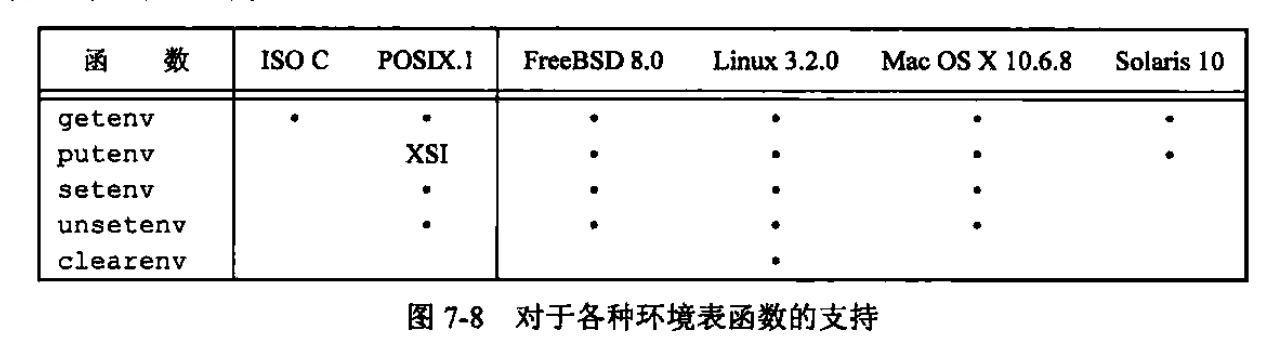 函 数 ISO C POSIX.1 FreeBSD 8.0 Linux 3.2.0 Mac OS X 10.6.8 Solaris 10
getenv • • • • • •
putenv XSI • • • •
setenv • • • •
unsetenv • • • •
clearenv •
图 7-8 对于各种环境表函数的支持